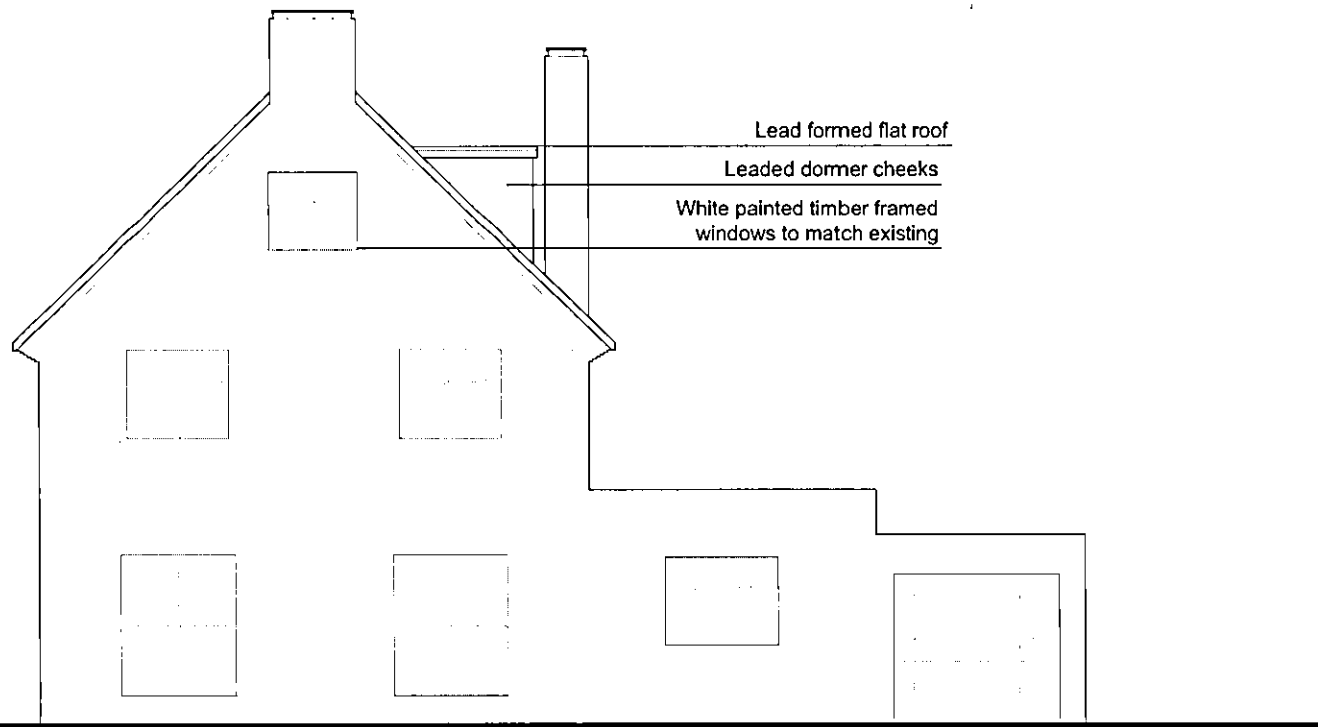 Lead formed flat roof
Leaded dormer cheeks
White painted timber framed
windows to match existing